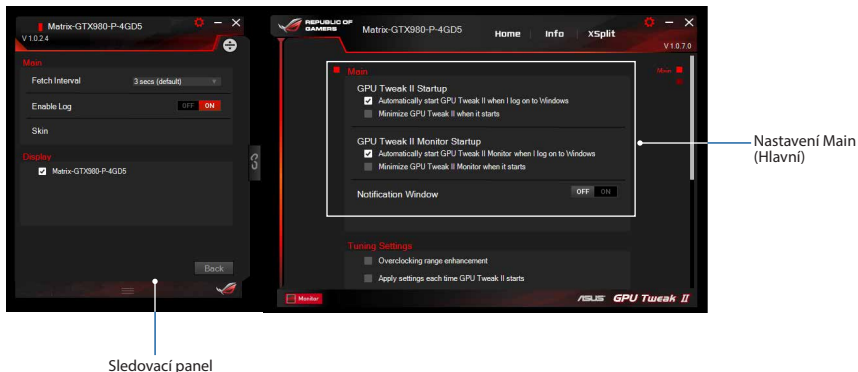 Matrix-GTX980-P-4GD5
V 1.0.2.4
Main
Fetch Interval 3 secs (default)
Enable Log OFF ON
Skin
Display
Matrix-GTX980-P-4GD5
Back
REPUBLIC OF
GAMERS
Matrix-GTX980-P-4GD5
Home Info XSplit
V 1.0.7.0
Main
Main
GPU Tweak II Startup
Automatically start GPU Tweak II when I log on to Windows
Minimize GPU Tweak II when it starts
GPU Tweak II Monitor Startup
Automatically start GPU Tweak II Monitor when I log on to Windows
Minimize GPU Tweak II Monitor when it starts
Notification Window OFF ON
Tuning Settings
Overclocking range enhancement
Apply settings each time GPU Tweak II starts
Monitor
ASUS GPU Tweak II
Nastavení Main
(Hlavní)
Sledovací panel